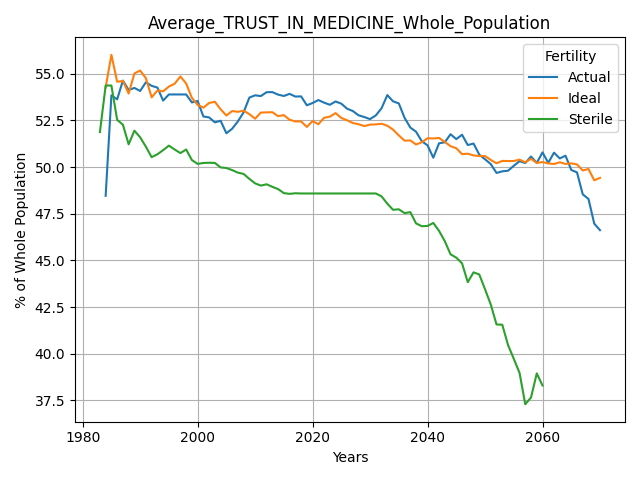 Average_TRUST_IN_MEDICINE_Whole_Population
Fertility
Actual
Ideal
Sterile
% of Whole Population
55.0
52.5
50.0
47.5
45.0
42.5
40.0
37.5
1980 2000 2020 2040 2060
Years